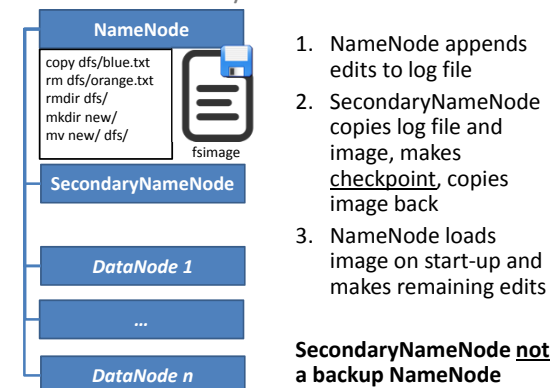 NameNode
copy dfs/blue.txt
rm dfs/orange.txt
rmdir dfs/
mkdir new/
mv new/ dfs/
fsimage
SecondaryNameNode
DataNode 1
…
DataNode n
1. NameNode appends
edits to log file
2. SecondaryNameNode
copies log file and
image, makes
checkpoint, copies
image back
3. NameNode loads
image on start-up and
makes remaining edits
SecondaryNameNode not
a backup NameNode